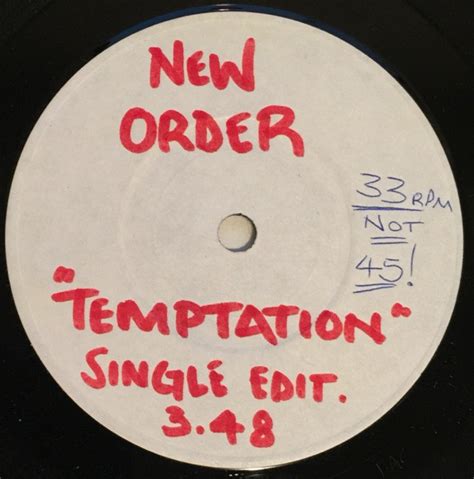 NEW
ORDER
33 RPM
NOT
45!
"TEMPTATION"
SINGLE EDIT.
3.48